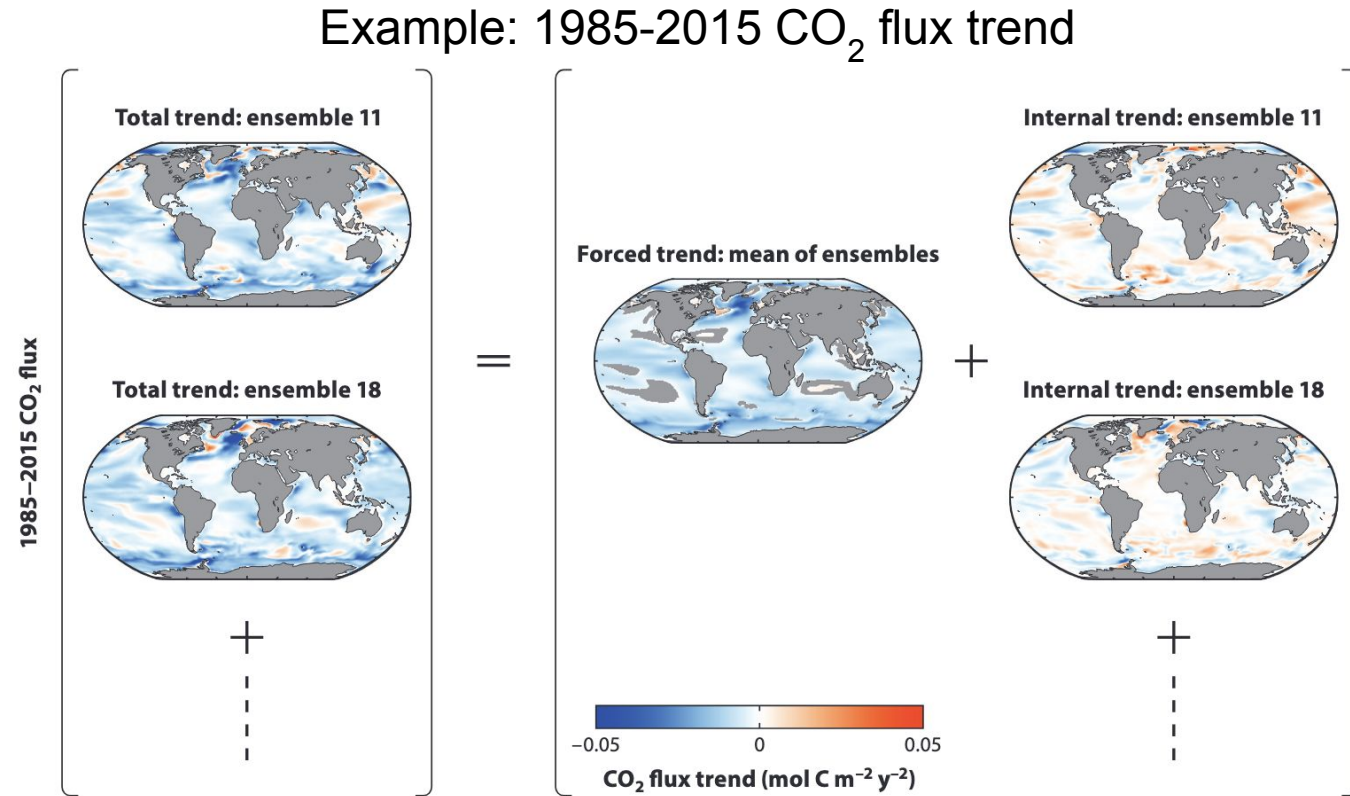 Example: 1985-2015 CO₂ flux trend
1985–2015 CO₂ flux
Total trend: ensemble 11
Total trend: ensemble 18
+
=
Forced trend: mean of ensembles
+
Internal trend: ensemble 11
Internal trend: ensemble 18
+
−0.05 0 0.05
CO₂ flux trend (mol C m⁻² y⁻²)